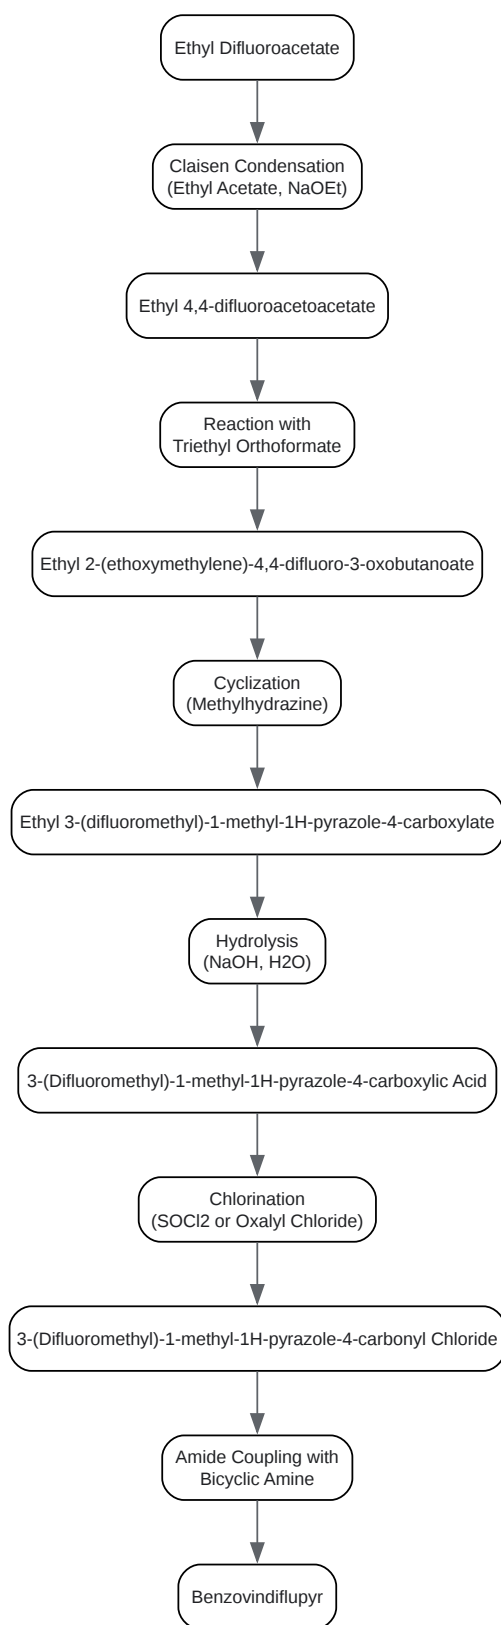 Ethyl Difluoroacetate
Claisen Condensation
(Ethyl Acetate, NaOEt)
Ethyl 4,4-difluoroacetoacetate
Reaction with
Triethyl Orthoformate
Ethyl 2-(ethoxymethylene)-4,4-difluoro-3-oxobutanoate
Cyclization
(Methylhydrazine)
Ethyl 3-(difluoromethyl)-1-methyl-1H-pyrazole-4-carboxylate
Hydrolysis
(NaOH, H2O)
3-(Difluoromethyl)-1-methyl-1H-pyrazole-4-carboxylic Acid
Chlorination
(SOCl2 or Oxalyl Chloride)
3-(Difluoromethyl)-1-methyl-1H-pyrazole-4-carbonyl Chloride
Amide Coupling with
Bicyclic Amine
Benzovindiflupyr